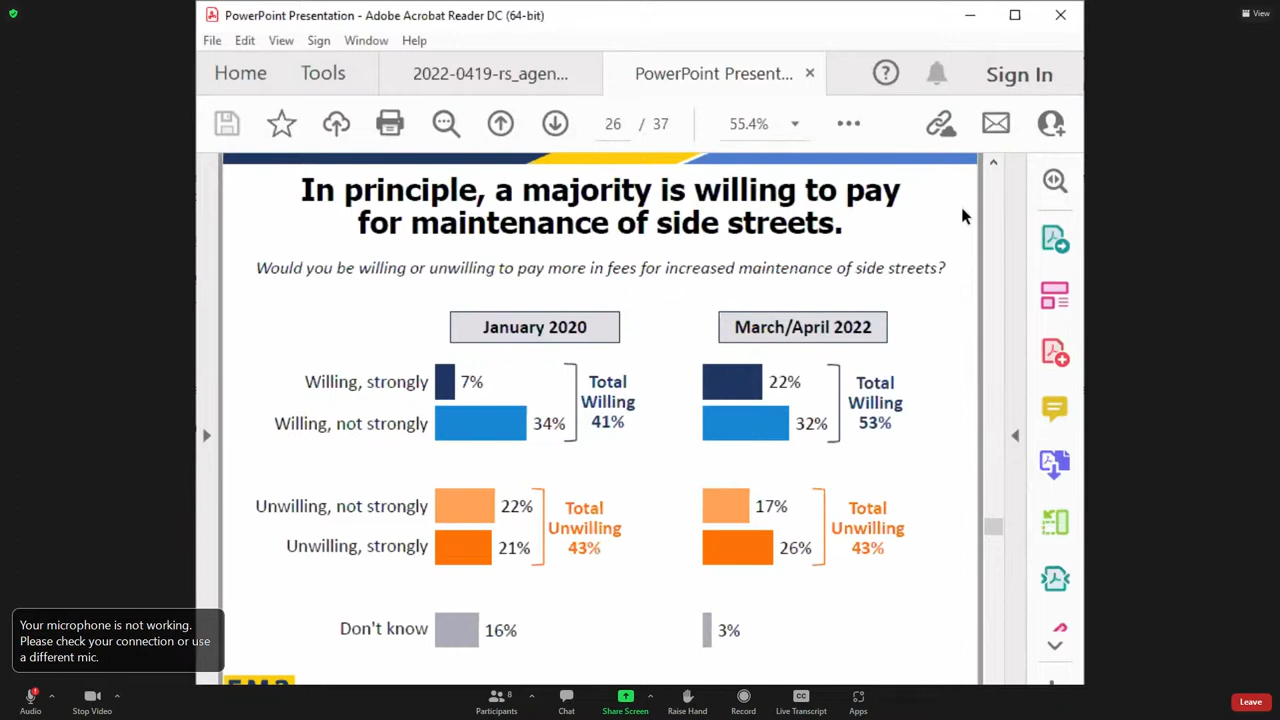 PowerPoint Presentation - Adobe Acrobat Reader DC (64-bit)
View
File Edit View Sign Window Help
Home Tools 2022-0419-rs_agen... PowerPoint Present... × Sign In
26 / 37 55.4%
In principle, a majority is willing to pay
for maintenance of side streets.
Would you be willing or unwilling to pay more in fees for increased maintenance of side streets?
January 2020 March/April 2022
Willing, strongly 7% 22%
Willing, not strongly 34% 32%
Total
Willing
41%
Total
Willing
53%
Unwilling, not strongly 22% 17%
Unwilling, strongly 21% 26%
Total
Unwilling
43%
Total
Unwilling
43%
Don't know 16% 3%
Your microphone is not working.
Please check your connection or use
a different mic.
Audio Stop Video Participants 8 Chat Share Screen Raise Hand Record CC Live Transcript Apps Leave